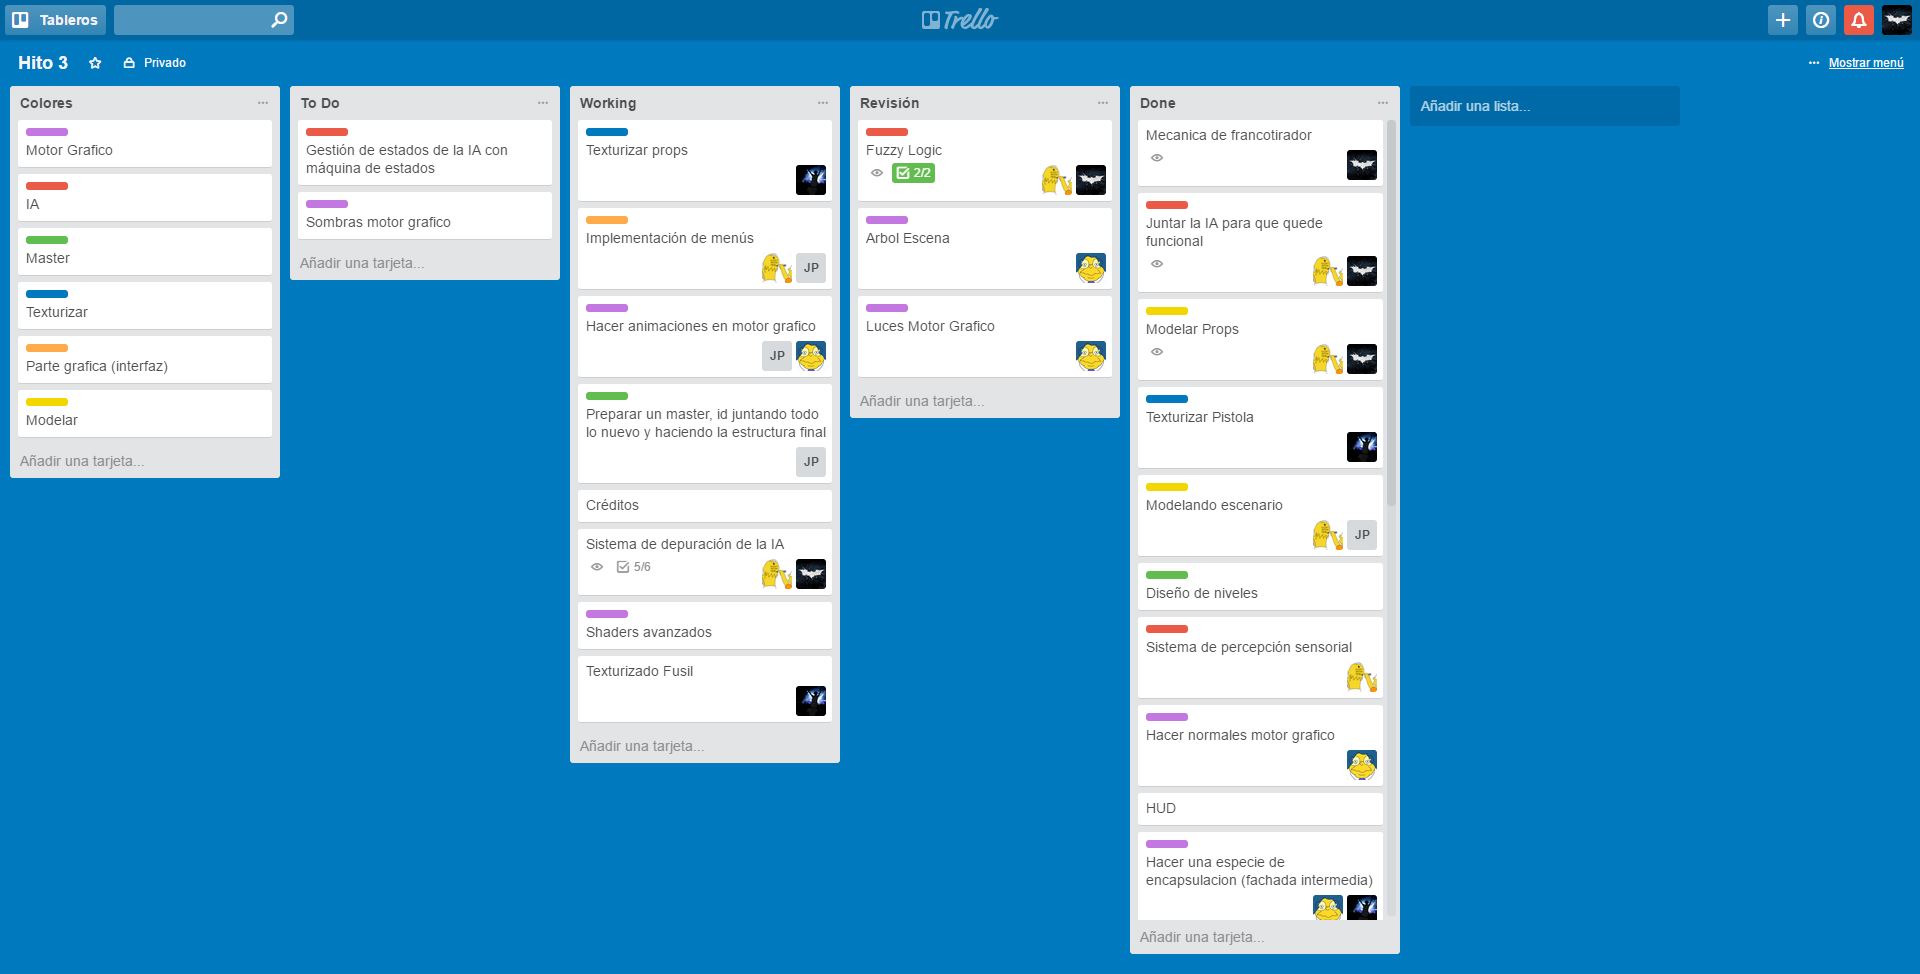 Tableros
Trello
Hito 3
Privado
Mostrar menú
Colores
Motor Grafico
IA
Master
Texturizar
Parte grafica (interfaz)
Modelar
Añadir una tarjeta...
To Do
Gestión de estados de la IA con
máquina de estados
Sombras motor grafico
Añadir una tarjeta...
Working
Texturizar props
Implementación de menús
JP
Hacer animaciones en motor grafico
JP
Preparar un master, id juntando todo
lo nuevo y haciendo la estructura final
JP
Créditos
Sistema de depuración de la IA
5/6
Shaders avanzados
Texturizado Fusil
Añadir una tarjeta...
Revisión
Fuzzy Logic
2/2
Arbol Escena
Luces Motor Grafico
Añadir una tarjeta...
Done
Mecanica de francotirador
Juntar la IA para que quede
funcional
Modelar Props
Texturizar Pistola
Modelando escenario
JP
Diseño de niveles
Sistema de percepción sensorial
Hacer normales motor grafico
HUD
Hacer una especie de
encapsulacion (fachada intermedia)
Añadir una tarjeta...
Añadir una lista...